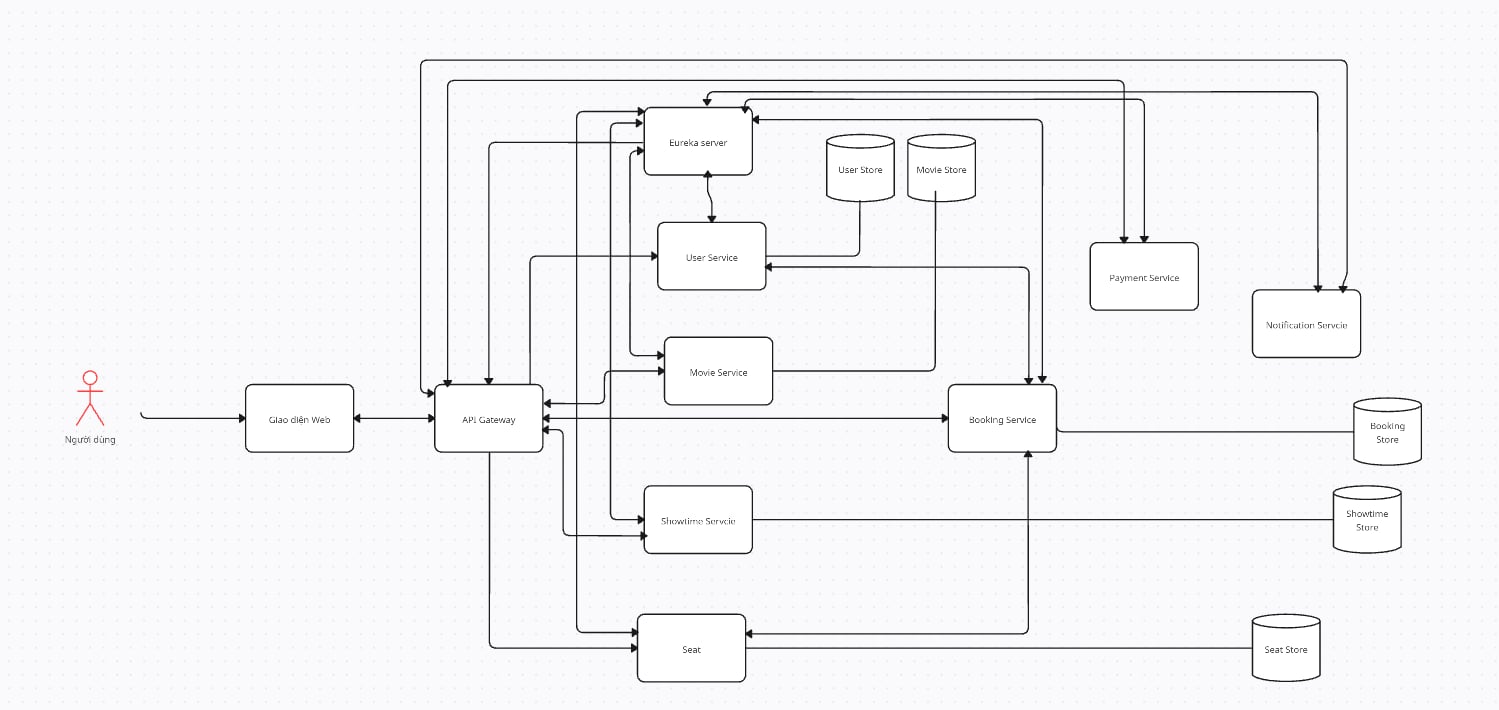 Eureka server
User Store
Movie Store
User Service
Payment Service
Notification Servcie
Movie Service
Người dùng
Giao diện Web
API Gateway
Booking Service
Booking
Store
Showtime Servcie
Showtime
Store
Seat
Seat Store